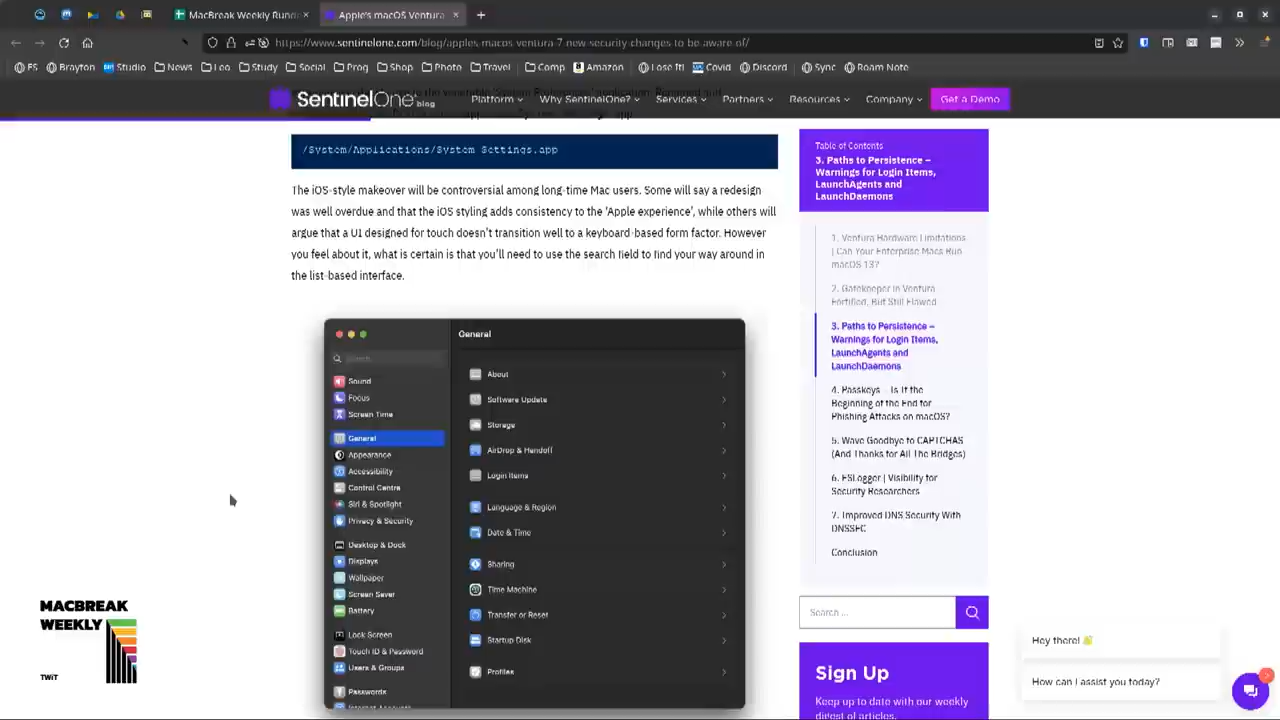 MacBreak Weekly Rund
Apple's macOS Ventura
https://www.sentinelone.com/blog/apples-macos-ventura-7-new-security-changes-to-be-aware-of/
FS Brayton Studio News Leo Study Social Prog Shop Photo Travel Comp Amazon Lose It! Covid Discord Sync Roam Note
SentinelOne blog
Platform Why SentinelOne? Services Partners Resources Company Get a Demo
/System/Applications/System Settings.app
The iOS-style makeover will be controversial among long-time Mac users. Some will say a redesign
was well overdue and that the iOS styling adds consistency to the 'Apple experience', while others will
argue that a UI designed for touch doesn't transition well to a keyboard-based form factor. However
you feel about it, what is certain is that you'll need to use the search field to find your way around in
the list-based interface.
Search
Sound
Focus
Screen Time
General
Appearance
Accessibility
Control Centre
Siri & Spotlight
Privacy & Security
Desktop & Dock
Displays
Wallpaper
Screen Saver
Battery
Lock Screen
Touch ID & Password
Users & Groups
Passwords
Internet Accounts
General
About
Software Update
Storage
AirDrop & Handoff
Login Items
Language & Region
Date & Time
Sharing
Time Machine
Transfer or Reset
Startup Disk
Profiles
Table of Contents
3. Paths to Persistence –
Warnings for Login Items,
LaunchAgents and
LaunchDaemons
1. Ventura Hardware Limitations
| Can Your Enterprise Macs Run
macOS 13?
2. Gatekeeper in Ventura
Fortified, But Still Flawed
3. Paths to Persistence –
Warnings for Login Items,
LaunchAgents and
LaunchDaemons
4. Passkeys – Is It the
Beginning of the End for
Phishing Attacks on macOS?
5. Wave Goodbye to CAPTCHAS
(And Thanks for All The Bridges)
6. ESLogger | Visibility for
Security Researchers
7. Improved DNS Security With
DNSSEC
Conclusion
Search ...
Sign Up
Keep up to date with our weekly
digest of articles.
Hey there! 👋
How can I assist you today?
MACBREAK
WEEKLY
TWiT